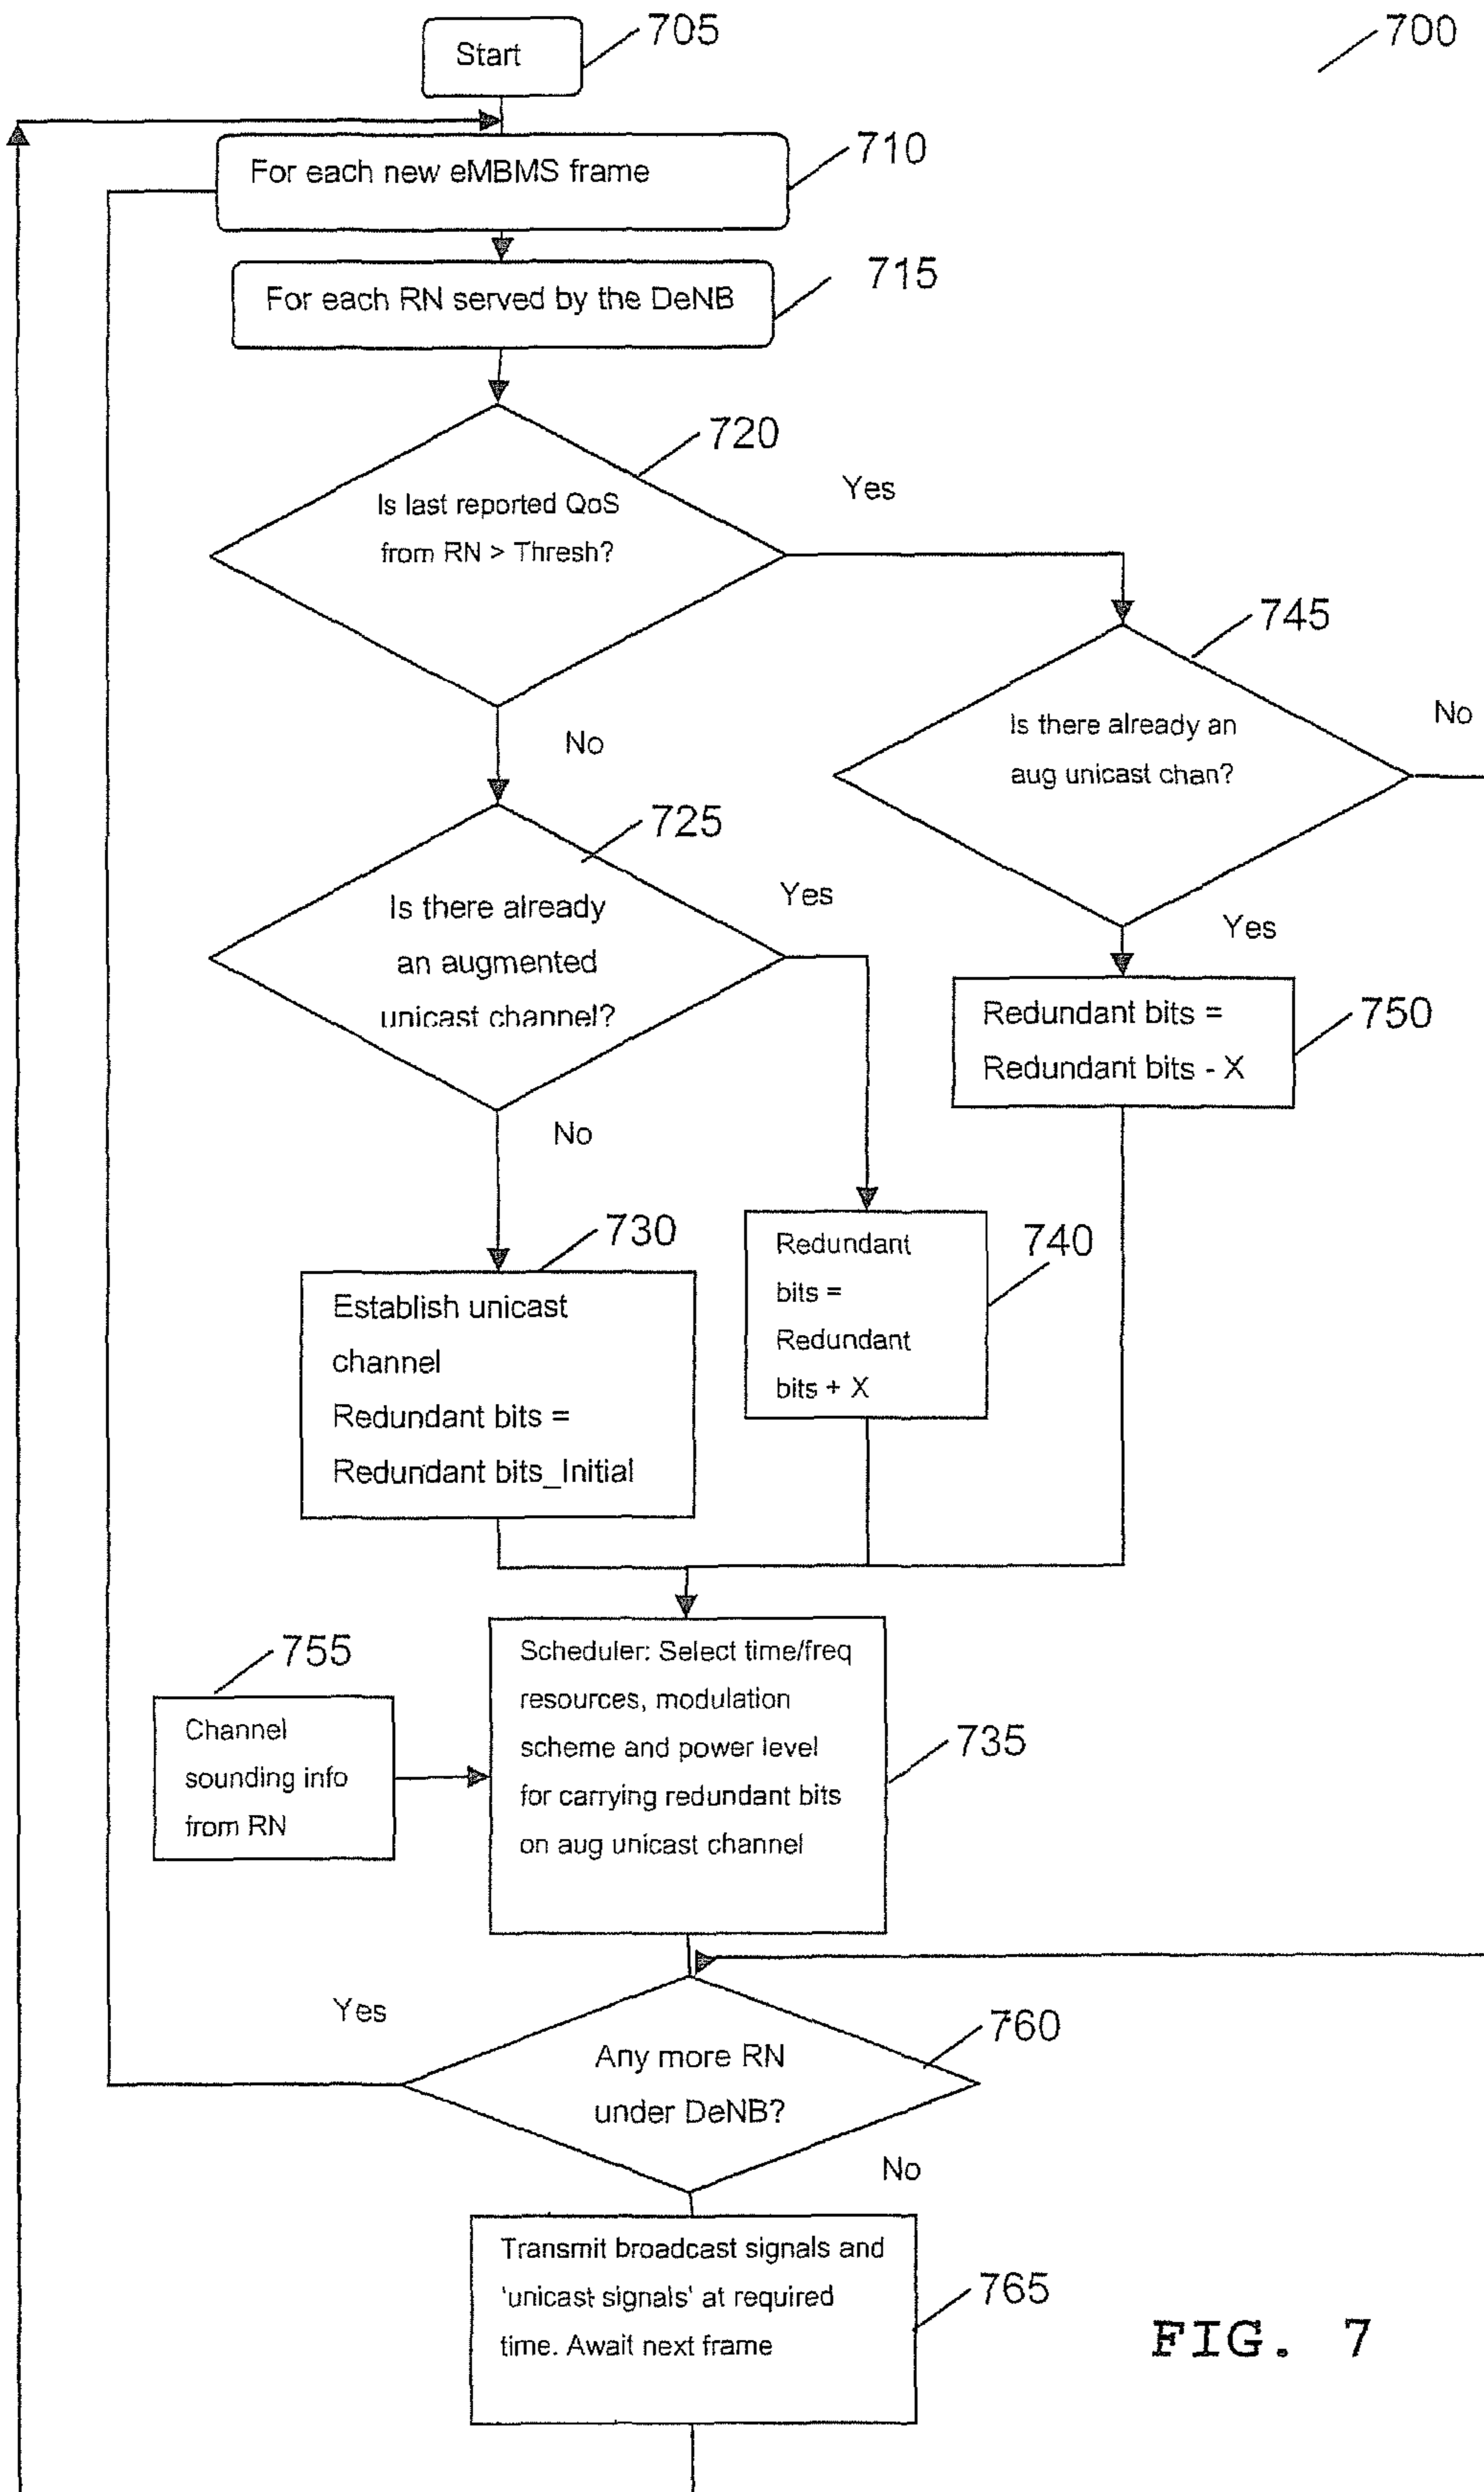 Start
705
700
For each new eMBMS frame
710
For each RN served by the DeNB
715
720
Is last reported QoS
from RN > Thresh?
Yes
No
745
Is there already an
aug unicast chan?
No
Yes
725
Is there already
an augmented
unicast channel?
Yes
No
Redundant bits =
Redundant bits - X
750
730
Establish unicast
channel
Redundant bits =
Redundant bits_Initial
Redundant
bits =
Redundant
bits + X
740
755
Channel
sounding info
from RN
Scheduler: Select time/freq
resources, modulation
scheme and power level
for carrying redundant bits
on aug unicast channel
735
Yes
Any more RN
under DeNB?
760
No
Transmit broadcast signals and
'unicast signals' at required
time. Await next frame
765
FIG. 7